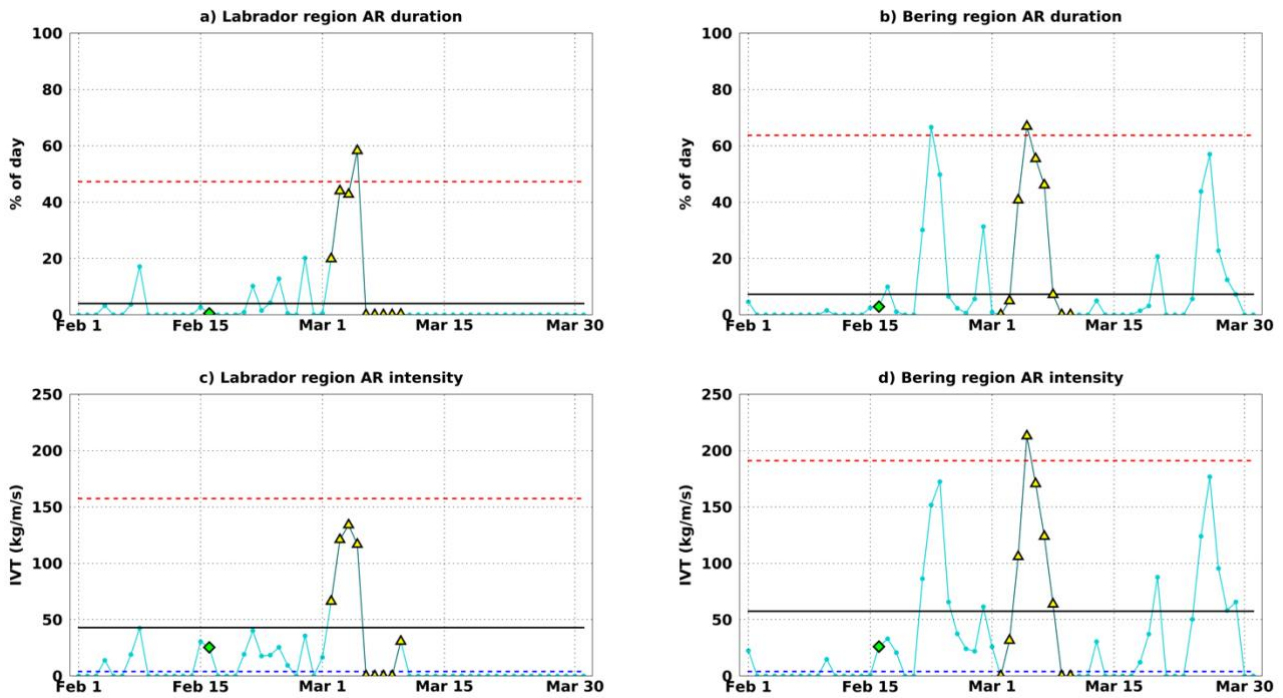 a) Labrador region AR duration
100
80
60
40
20
0
% of day
Feb 1 Feb 15 Mar 1 Mar 15 Mar 30
b) Bering region AR duration
100
80
60
40
20
0
% of day
Feb 1 Feb 15 Mar 1 Mar 15 Mar 30
c) Labrador region AR intensity
250
200
150
100
50
0
IVT (kg/m/s)
Feb 1 Feb 15 Mar 1 Mar 15 Mar 30
d) Bering region AR intensity
250
200
150
100
50
0
IVT (kg/m/s)
Feb 1 Feb 15 Mar 1 Mar 15 Mar 30